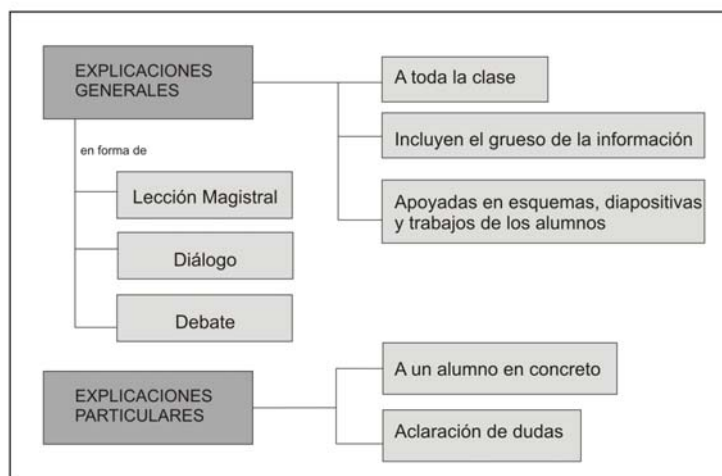 EXPLICACIONES
GENERALES
A toda la clase
Incluyen el grueso de la información
Apoyadas en esquemas, diapositivas
y trabajos de los alumnos
en forma de
Lección Magistral
Diálogo
Debate
EXPLICACIONES
PARTICULARES
A un alumno en concreto
Aclaración de dudas